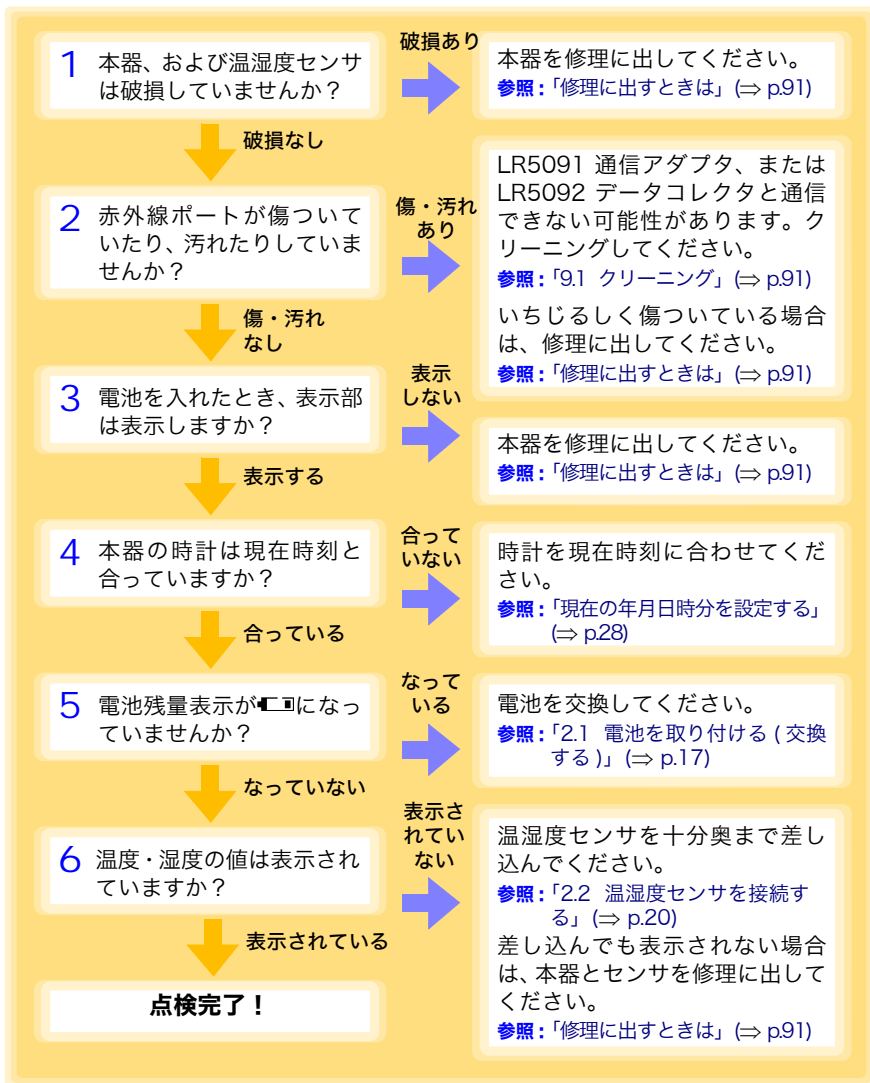 1 本器、および温湿度センサ
は破損していませんか？
破損あり
本器を修理に出してください。
参照：「修理に出すときは」(⇒ p.91)
破損なし
2 赤外線ポートが傷ついて
いたり、汚れたりしていま
せんか？
傷・汚れ
あり
LR5091 通信アダプタ、または
LR5092 データコレクタと通信
できない可能性があります。ク
リーニングしてください。
参照：「9.1 クリーニング」(⇒ p.91)
いちじるしく傷ついている場合
は、修理に出してください。
参照：「修理に出すときは」(⇒ p.91)
傷・汚れ
なし
3 電池を入れたとき、表示部
は表示しますか？
表示
しない
本器を修理に出してください。
参照：「修理に出すときは」(⇒ p.91)
表示する
4 本器の時計は現在時刻と
合っていますか？
合って
いない
時計を現在時刻に合わせてくだ
さい。
参照：「現在の年月日時分を設定する」
(⇒ p.28)
合っている
5 電池残量表示がになっ
ていませんか？
なって
いる
電池を交換してください。
参照：「2.1 電池を取り付ける ( 交換
する )」(⇒ p.17)
なっていない
6 温度・湿度の値は表示され
ていますか？
表示さ
れてい
ない
温湿度センサを十分奥まで差し
込んでください。
参照：「2.2 温湿度センサを接続す
る」(⇒ p.20)
差し込んでも表示されない場合
は、本器とセンサを修理に出して
ください。
参照：「修理に出すときは」(⇒ p.91)
表示されている
点検完了！